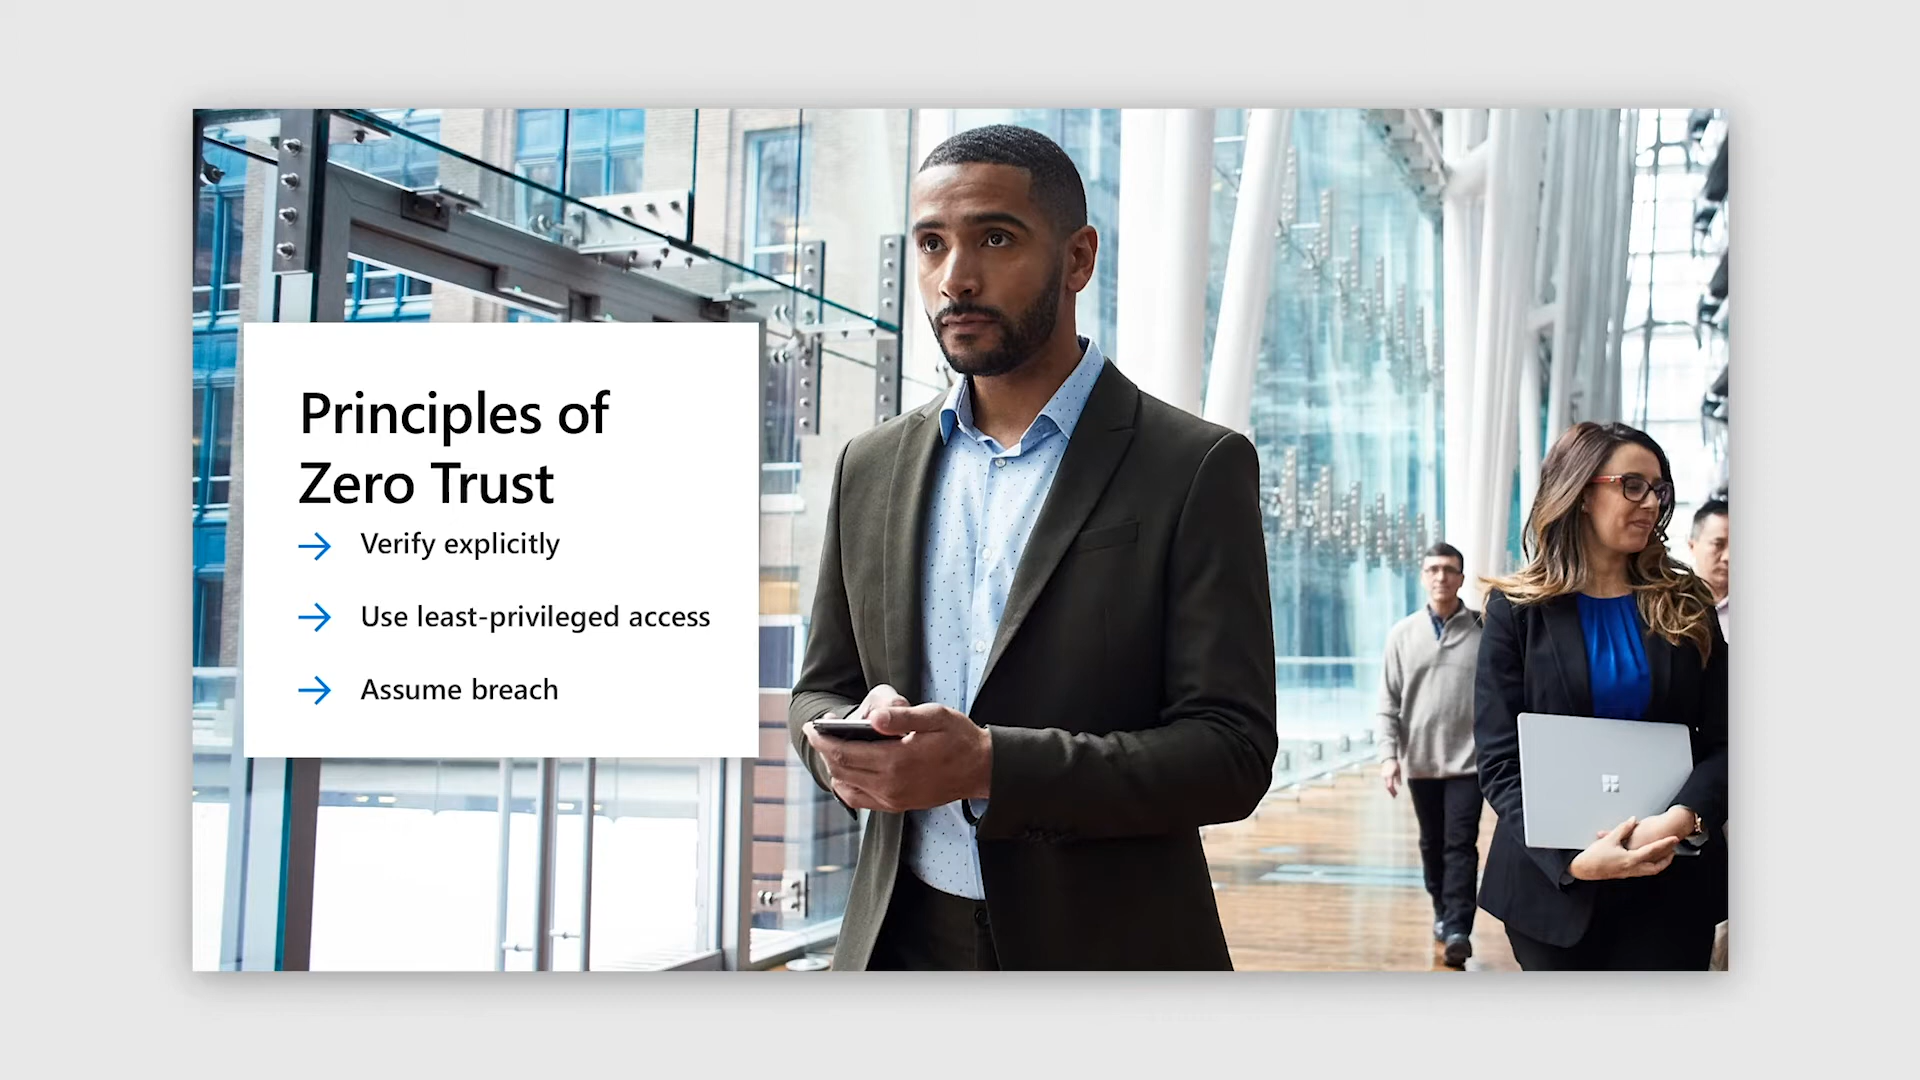 Principles of
Zero Trust
Verify explicitly
Use least-privileged access
Assume breach